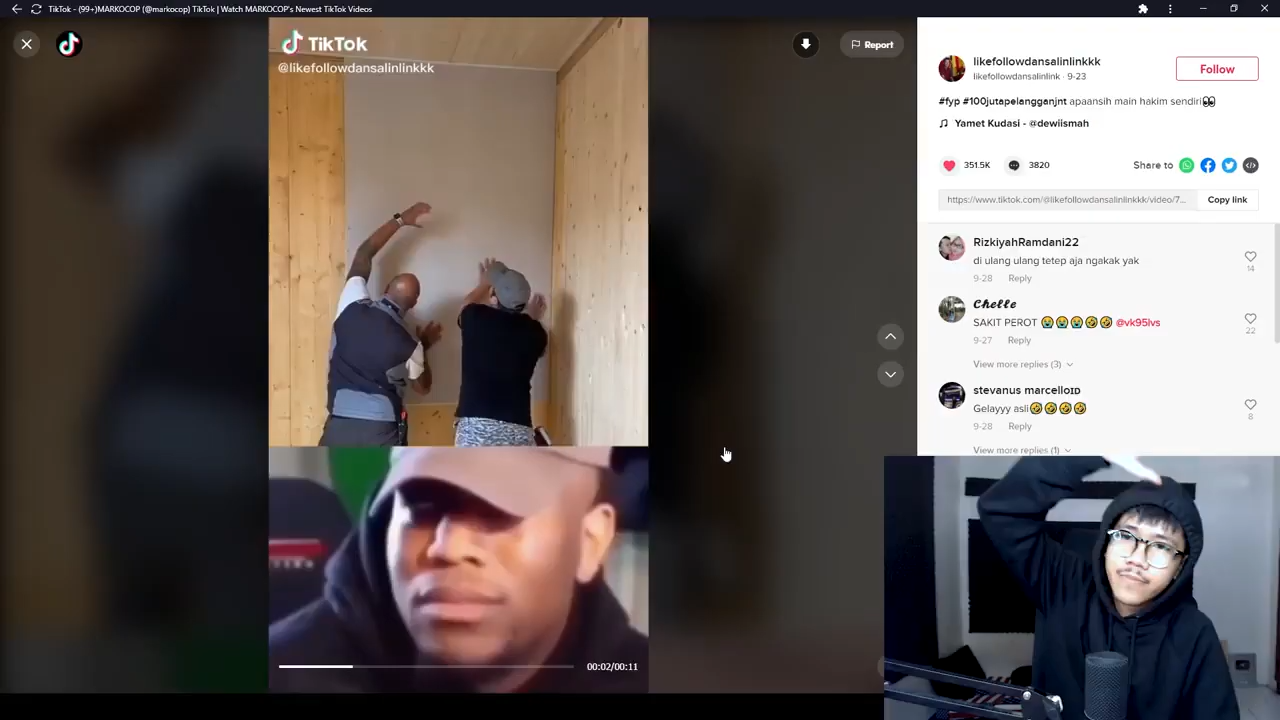 TikTok - (99+)MARKOCOP (@markocop) TikTok | Watch MARKOCOP's Newest TikTok Videos
TikTok
@likefollowdansalinlinkkk
Report
00:02/00:11
likefollowdansalinlinkkk
likefollowdansalinlink · 9-23
Follow
#fyp #100jutapelangganjnt apaansih main hakim sendiri👀
Yamet Kudasi - @dewiismah
351.5K
3820
Share to
https://www.tiktok.com/@likefollowdansalinlinkkk/video/7...
Copy link
RizkiyahRamdani22
di ulang ulang tetep aja ngakak yak
9-28 Reply
14
𝓒𝓱𝓮𝓵𝓵𝓮
SAKIT PEROT 😭😭😭🤣🤣 @vk95lvs
9-27 Reply
22
View more replies (3)
stevanus marcelloɪᴅ
Gelayyy asli🤣🤣🤣🤣
9-28 Reply
8
View more replies (1)